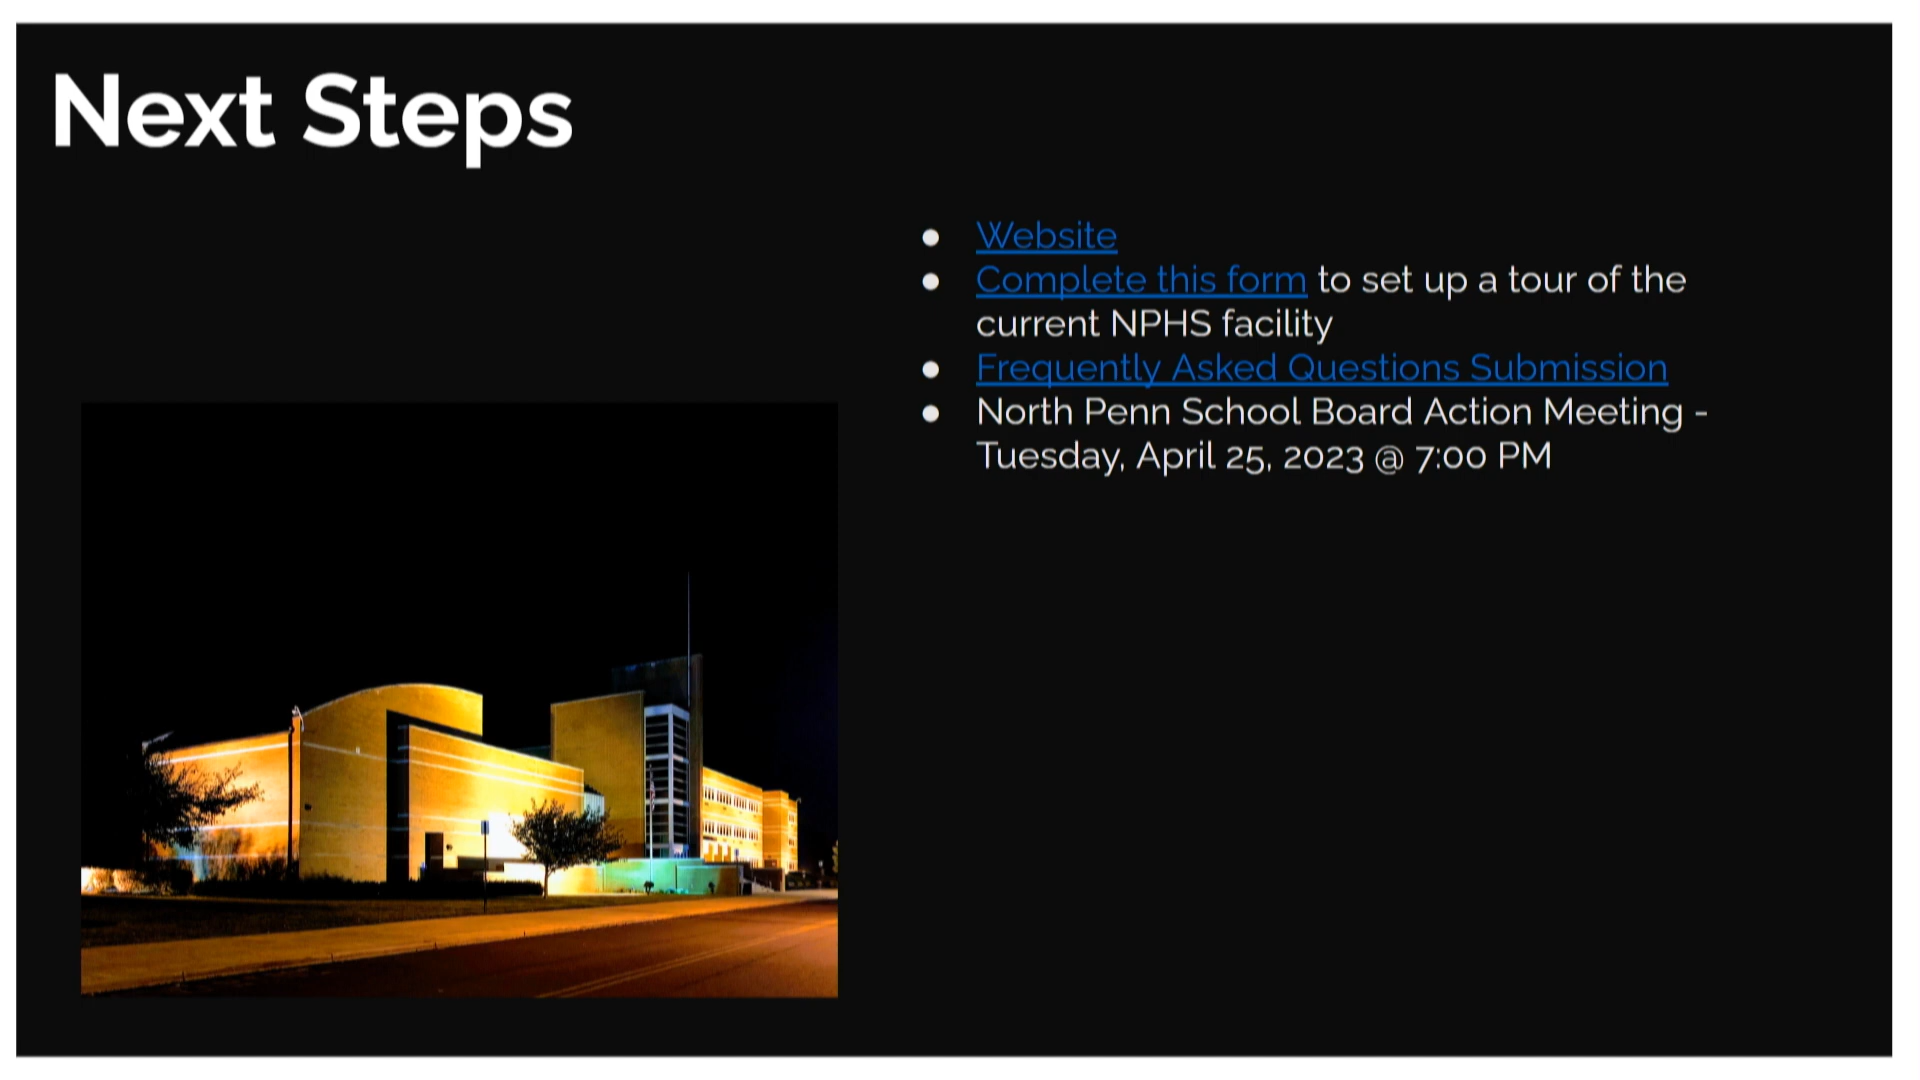 Next Steps
● Website
● Complete this form to set up a tour of the
current NPHS facility
● Frequently Asked Questions Submission
● North Penn School Board Action Meeting -
Tuesday, April 25, 2023 @ 7:00 PM